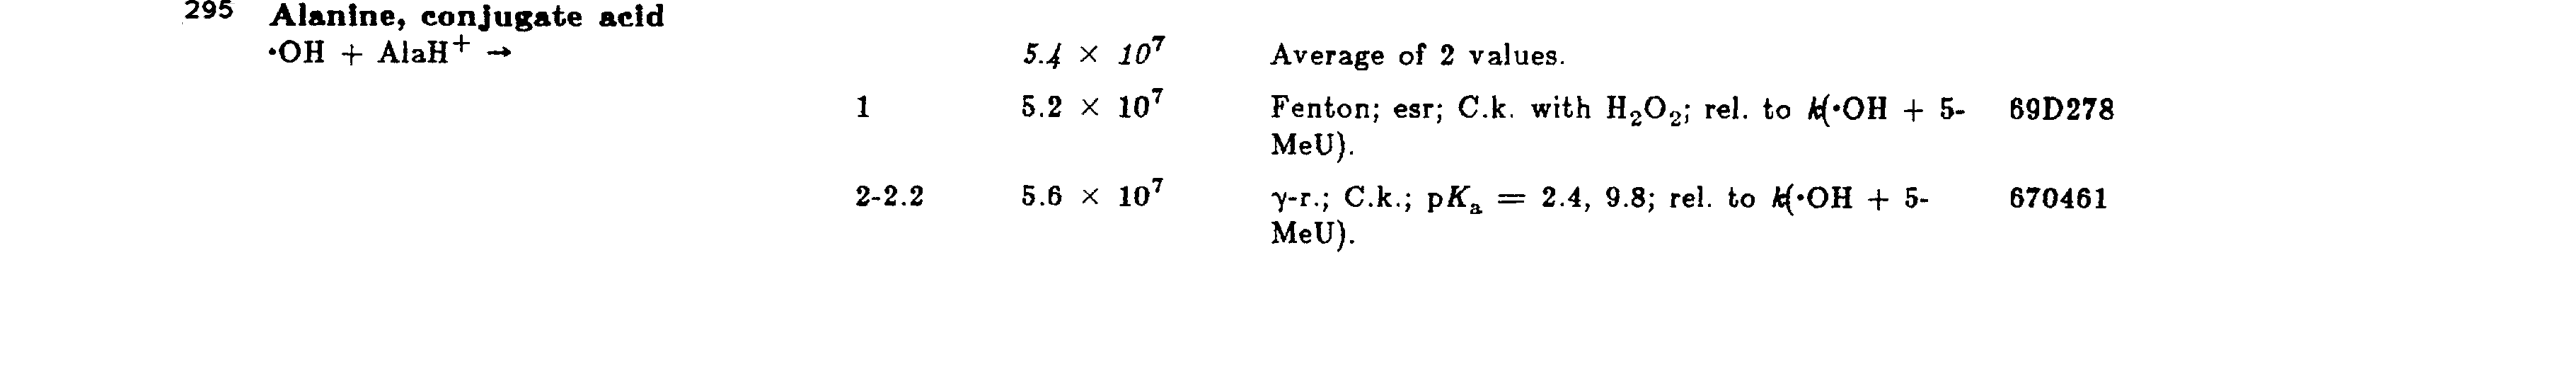 295 Alanine, conjugate acid
•OH + AlaH⁺ → 5.4 × 10⁷ Average of 2 values.
1 5.2 × 10⁷ Fenton; esr; C.k. with H₂O₂; rel. to k(•OH + 5- 69D278
MeU).
2-2.2 5.6 × 10⁷ γ-r.; C.k.; pKₐ = 2.4, 9.8; rel. to k(•OH + 5- 670461
MeU).